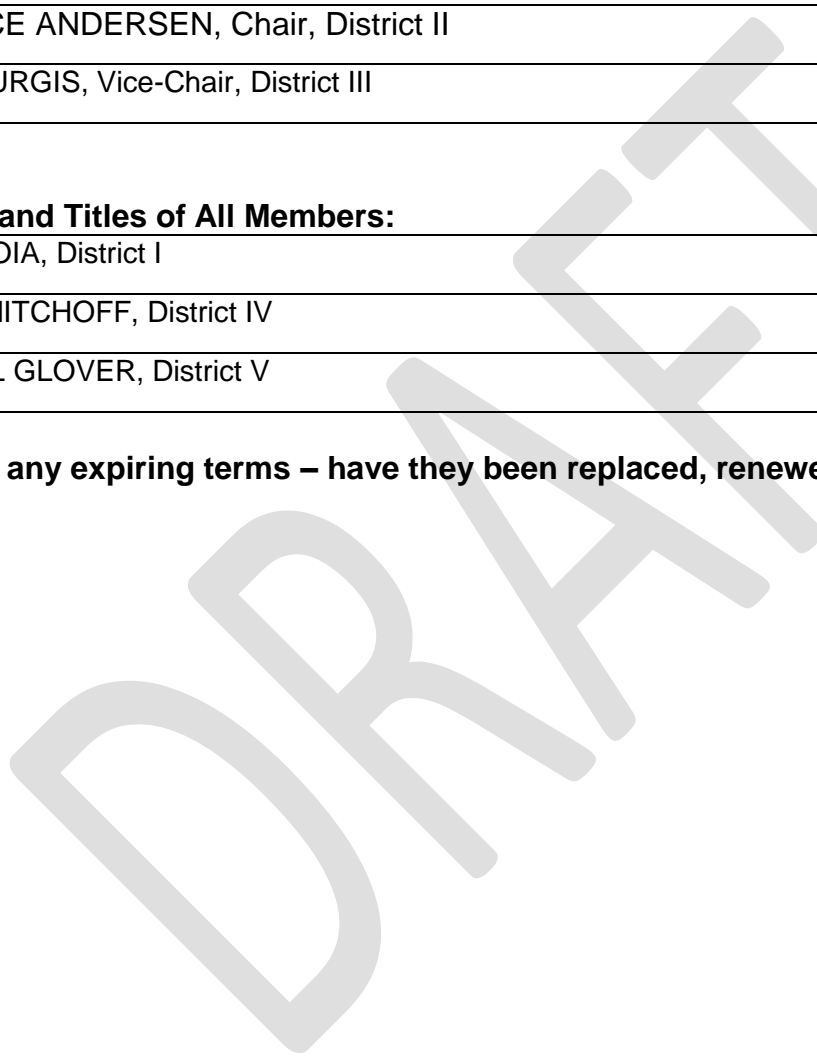 CE ANDERSEN, Chair, District II
URGIS, Vice-Chair, District III
and Titles of All Members:
DIA, District I
MITCHOFF, District IV
L GLOVER, District V
any expiring terms – have they been replaced, renewe
DRAFT